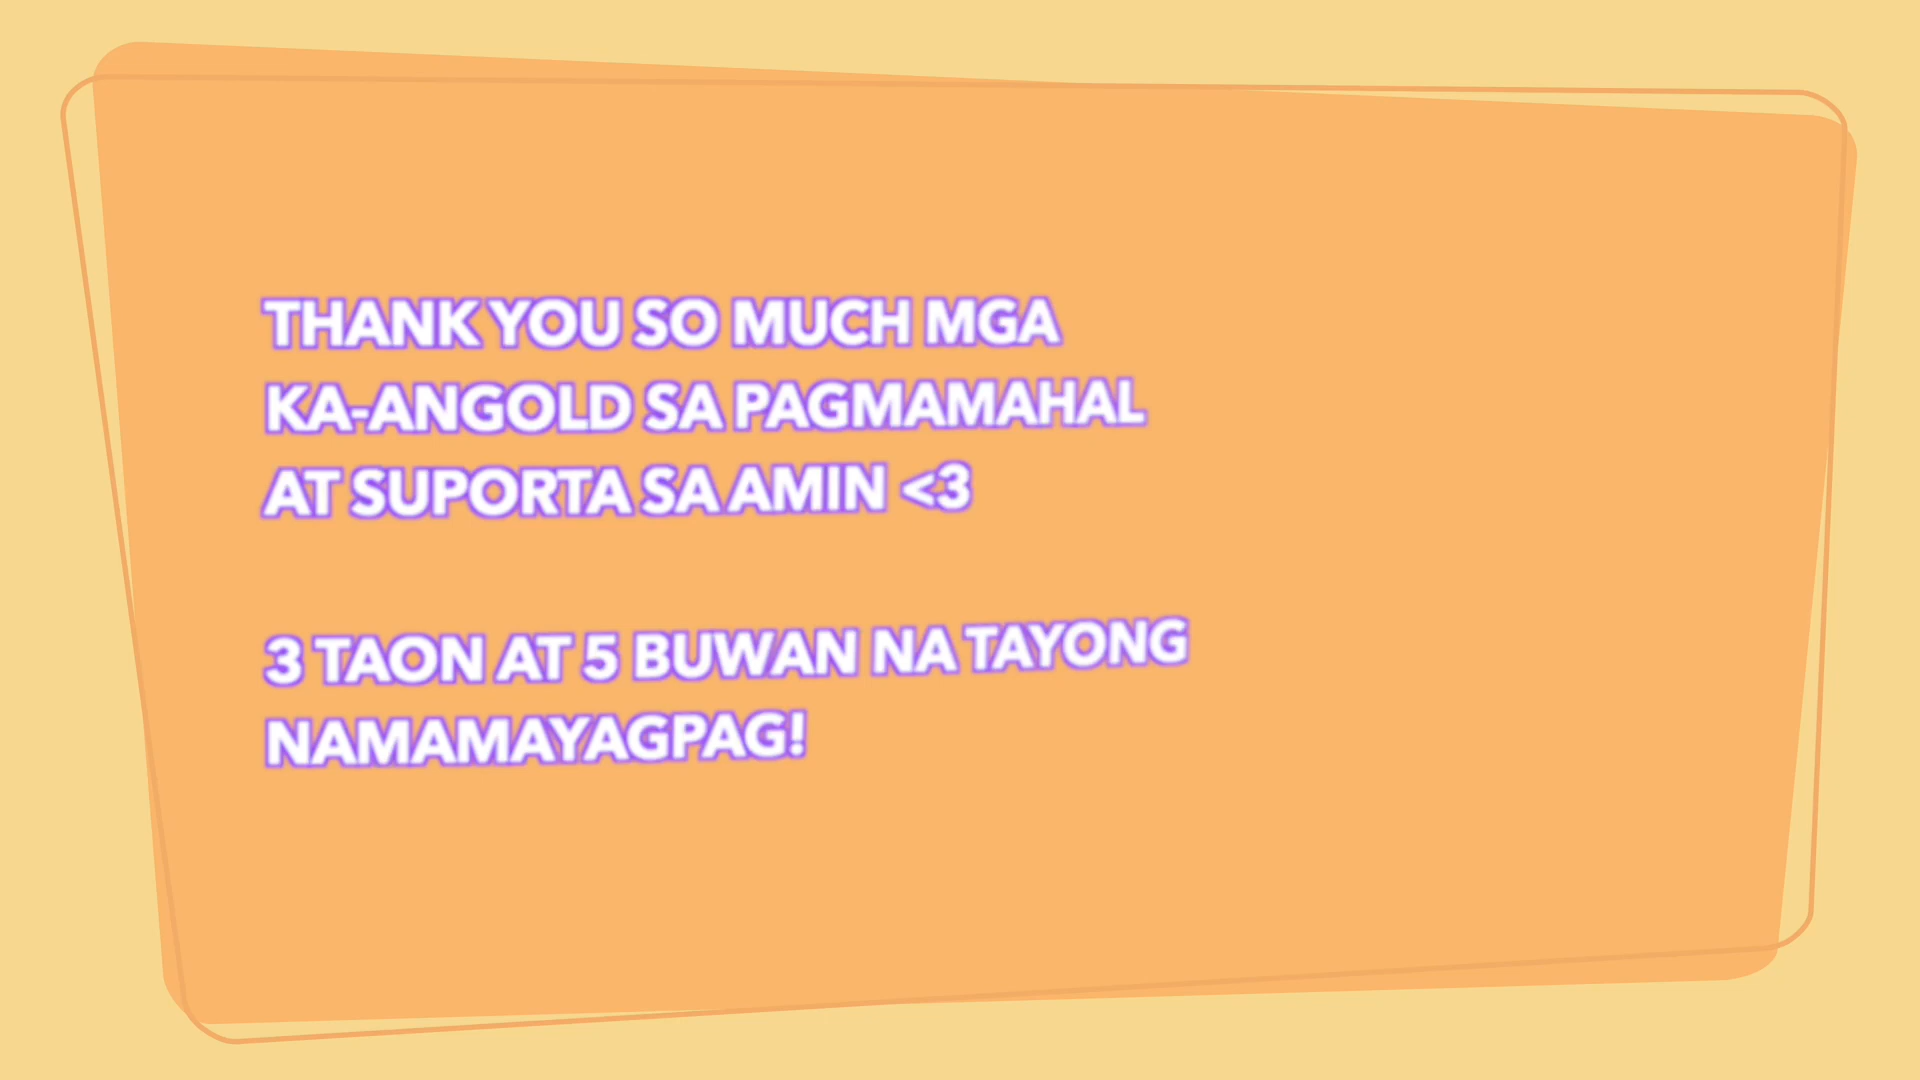 THANK YOU SO MUCH MGA
KA-ANGOLD SA PAGMAMAHAL
AT SUPORTA SA AMIN <3
3 TAON AT 5 BUWAN NA TAYONG
NAMAMAYAGPAG!